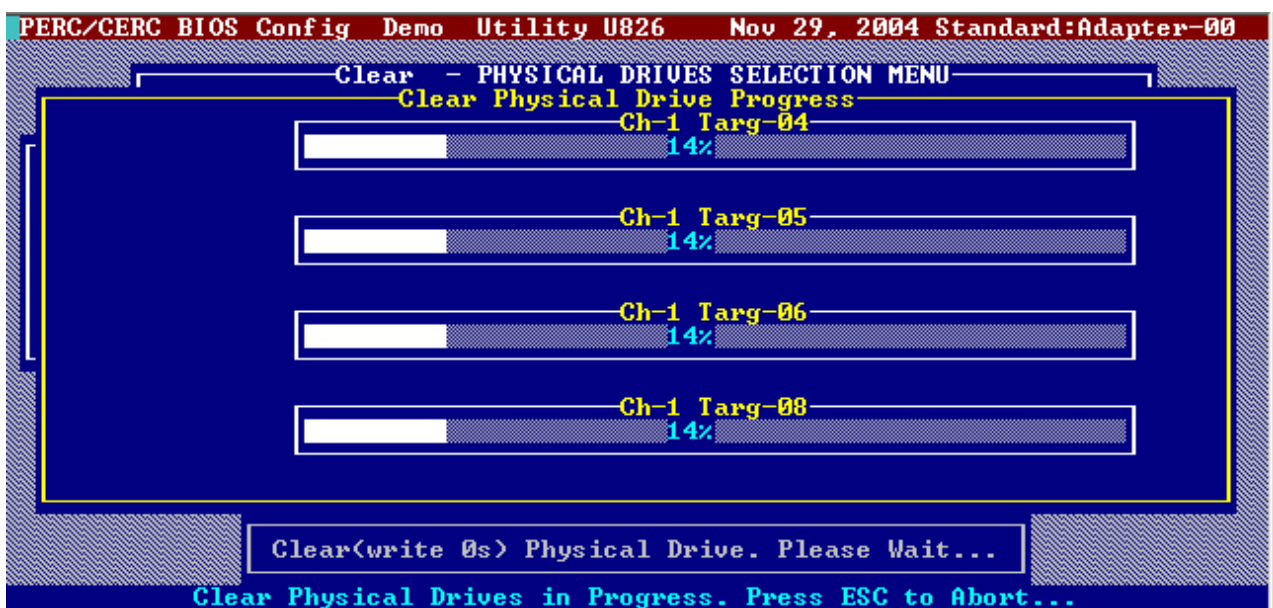 PERC/CERC BIOS Config Demo Utility U826 Nov 29, 2004 Standard:Adapter-00
Clear - PHYSICAL DRIVES SELECTION MENU
Clear Physical Drive Progress
Ch-1 Targ-04
14%
Ch-1 Targ-05
14%
Ch-1 Targ-06
14%
Ch-1 Targ-08
14%
Clear(write 0s) Physical Drive. Please Wait...
Clear Physical Drives in Progress. Press ESC to Abort...